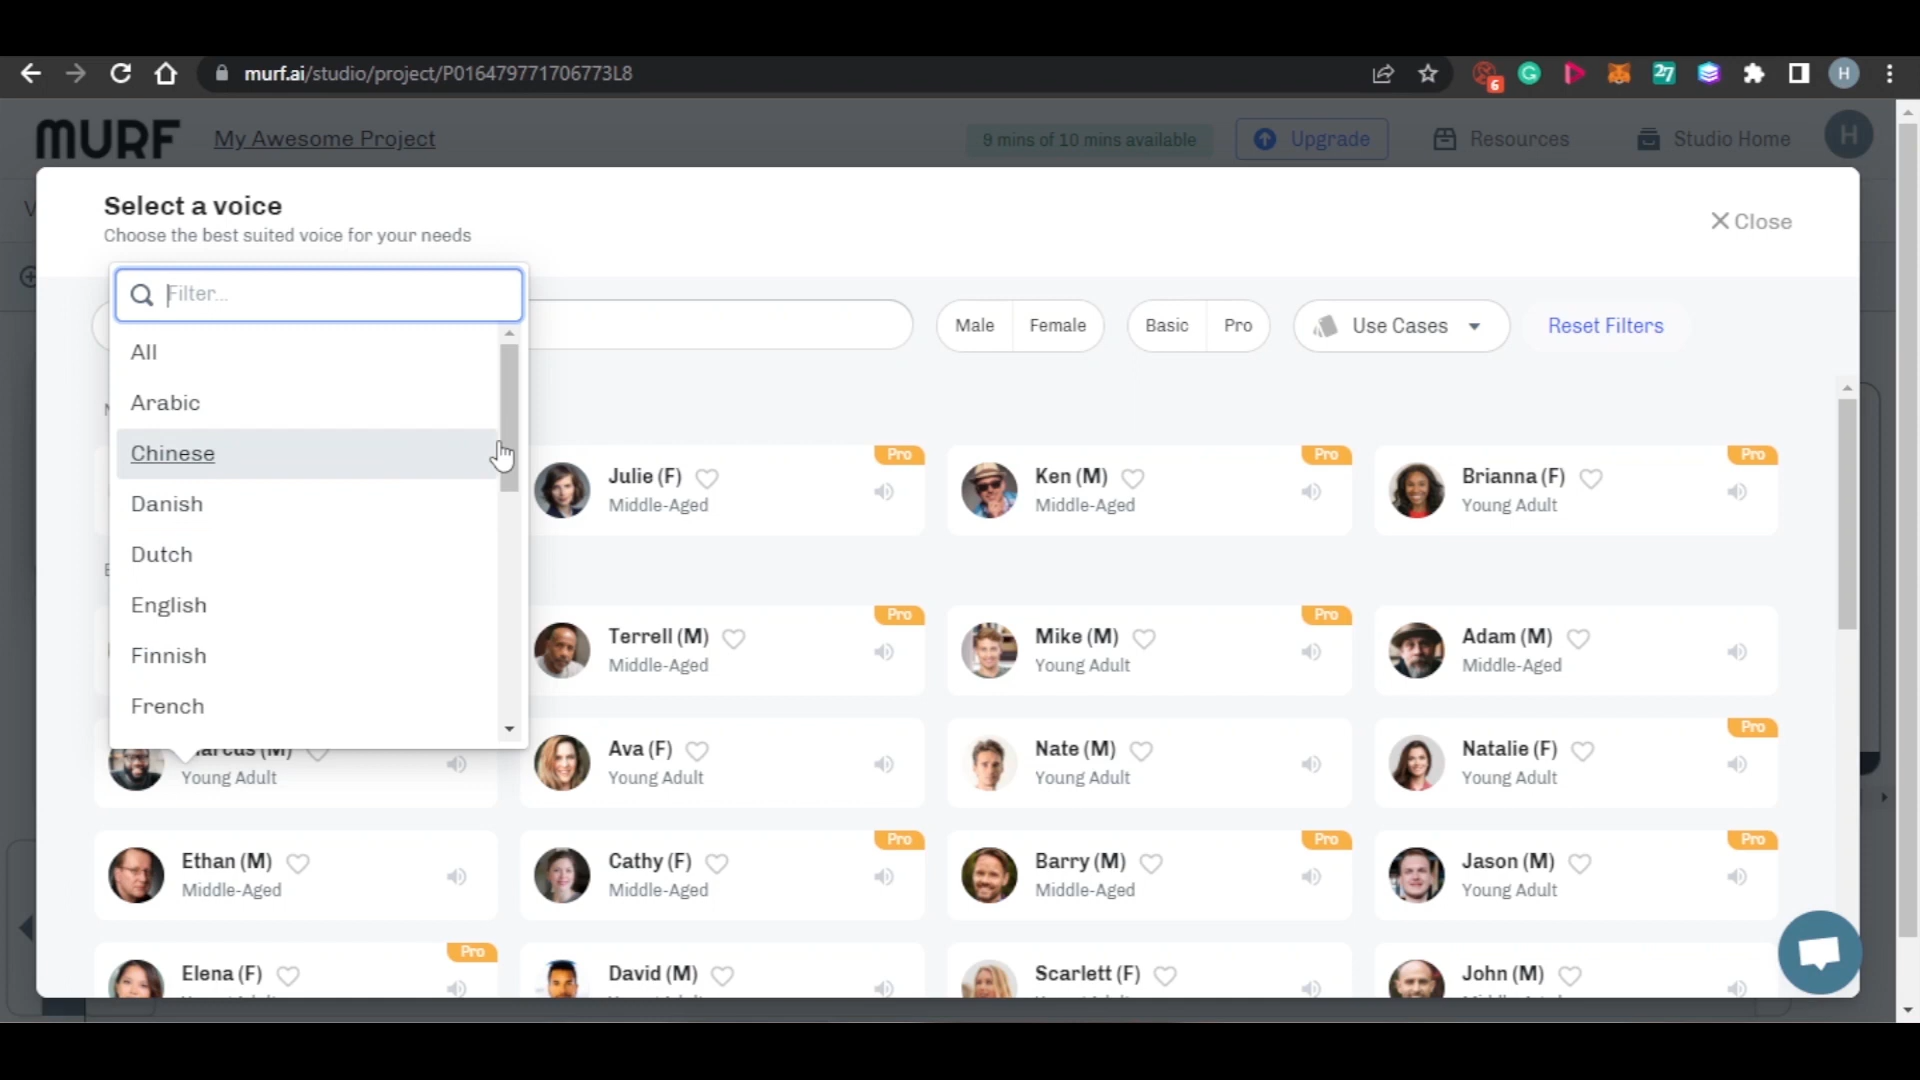 murf.ai/studio/project/P016479771706773L8
6
27
H
MURF
My Awesome Project
9 mins of 10 mins available
Upgrade
Resources
Studio Home
H
Select a voice
Choose the best suited voice for your needs
Close
Filter...
Male
Female
Basic
Pro
Use Cases
Reset Filters
All
Arabic
Chinese
Danish
Dutch
English
Finnish
French
Pro
Julie (F)
Middle-Aged
Pro
Ken (M)
Middle-Aged
Pro
Brianna (F)
Young Adult
Pro
Terrell (M)
Middle-Aged
Pro
Mike (M)
Young Adult
Adam (M)
Middle-Aged
Marcus (M)
Young Adult
Ava (F)
Young Adult
Nate (M)
Young Adult
Pro
Natalie (F)
Young Adult
Ethan (M)
Middle-Aged
Pro
Cathy (F)
Middle-Aged
Pro
Barry (M)
Middle-Aged
Pro
Jason (M)
Young Adult
Pro
Elena (F)
David (M)
Scarlett (F)
John (M)